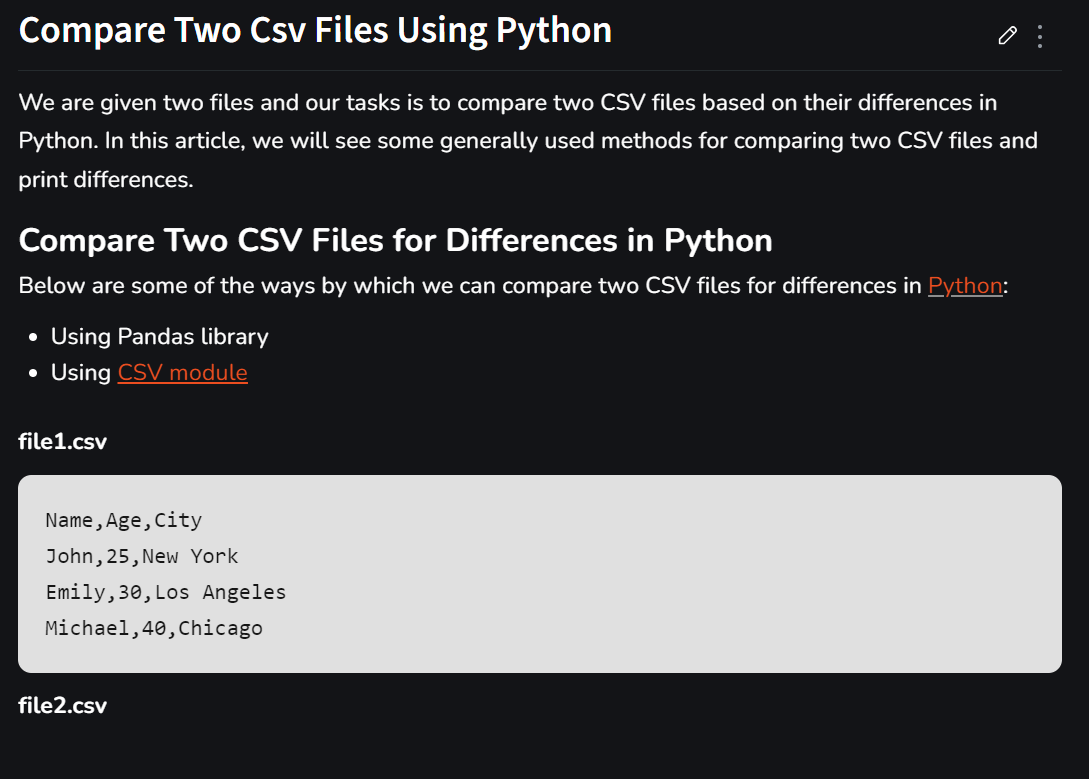 Compare Two Csv Files Using Python
We are given two files and our tasks is to compare two CSV files based on their differences in
Python. In this article, we will see some generally used methods for comparing two CSV files and
print differences.
Compare Two CSV Files for Differences in Python
Below are some of the ways by which we can compare two CSV files for differences in Python:
• Using Pandas library
• Using CSV module
file1.csv
Name,Age,City
John,25,New York
Emily,30,Los Angeles
Michael,40,Chicago
file2.csv